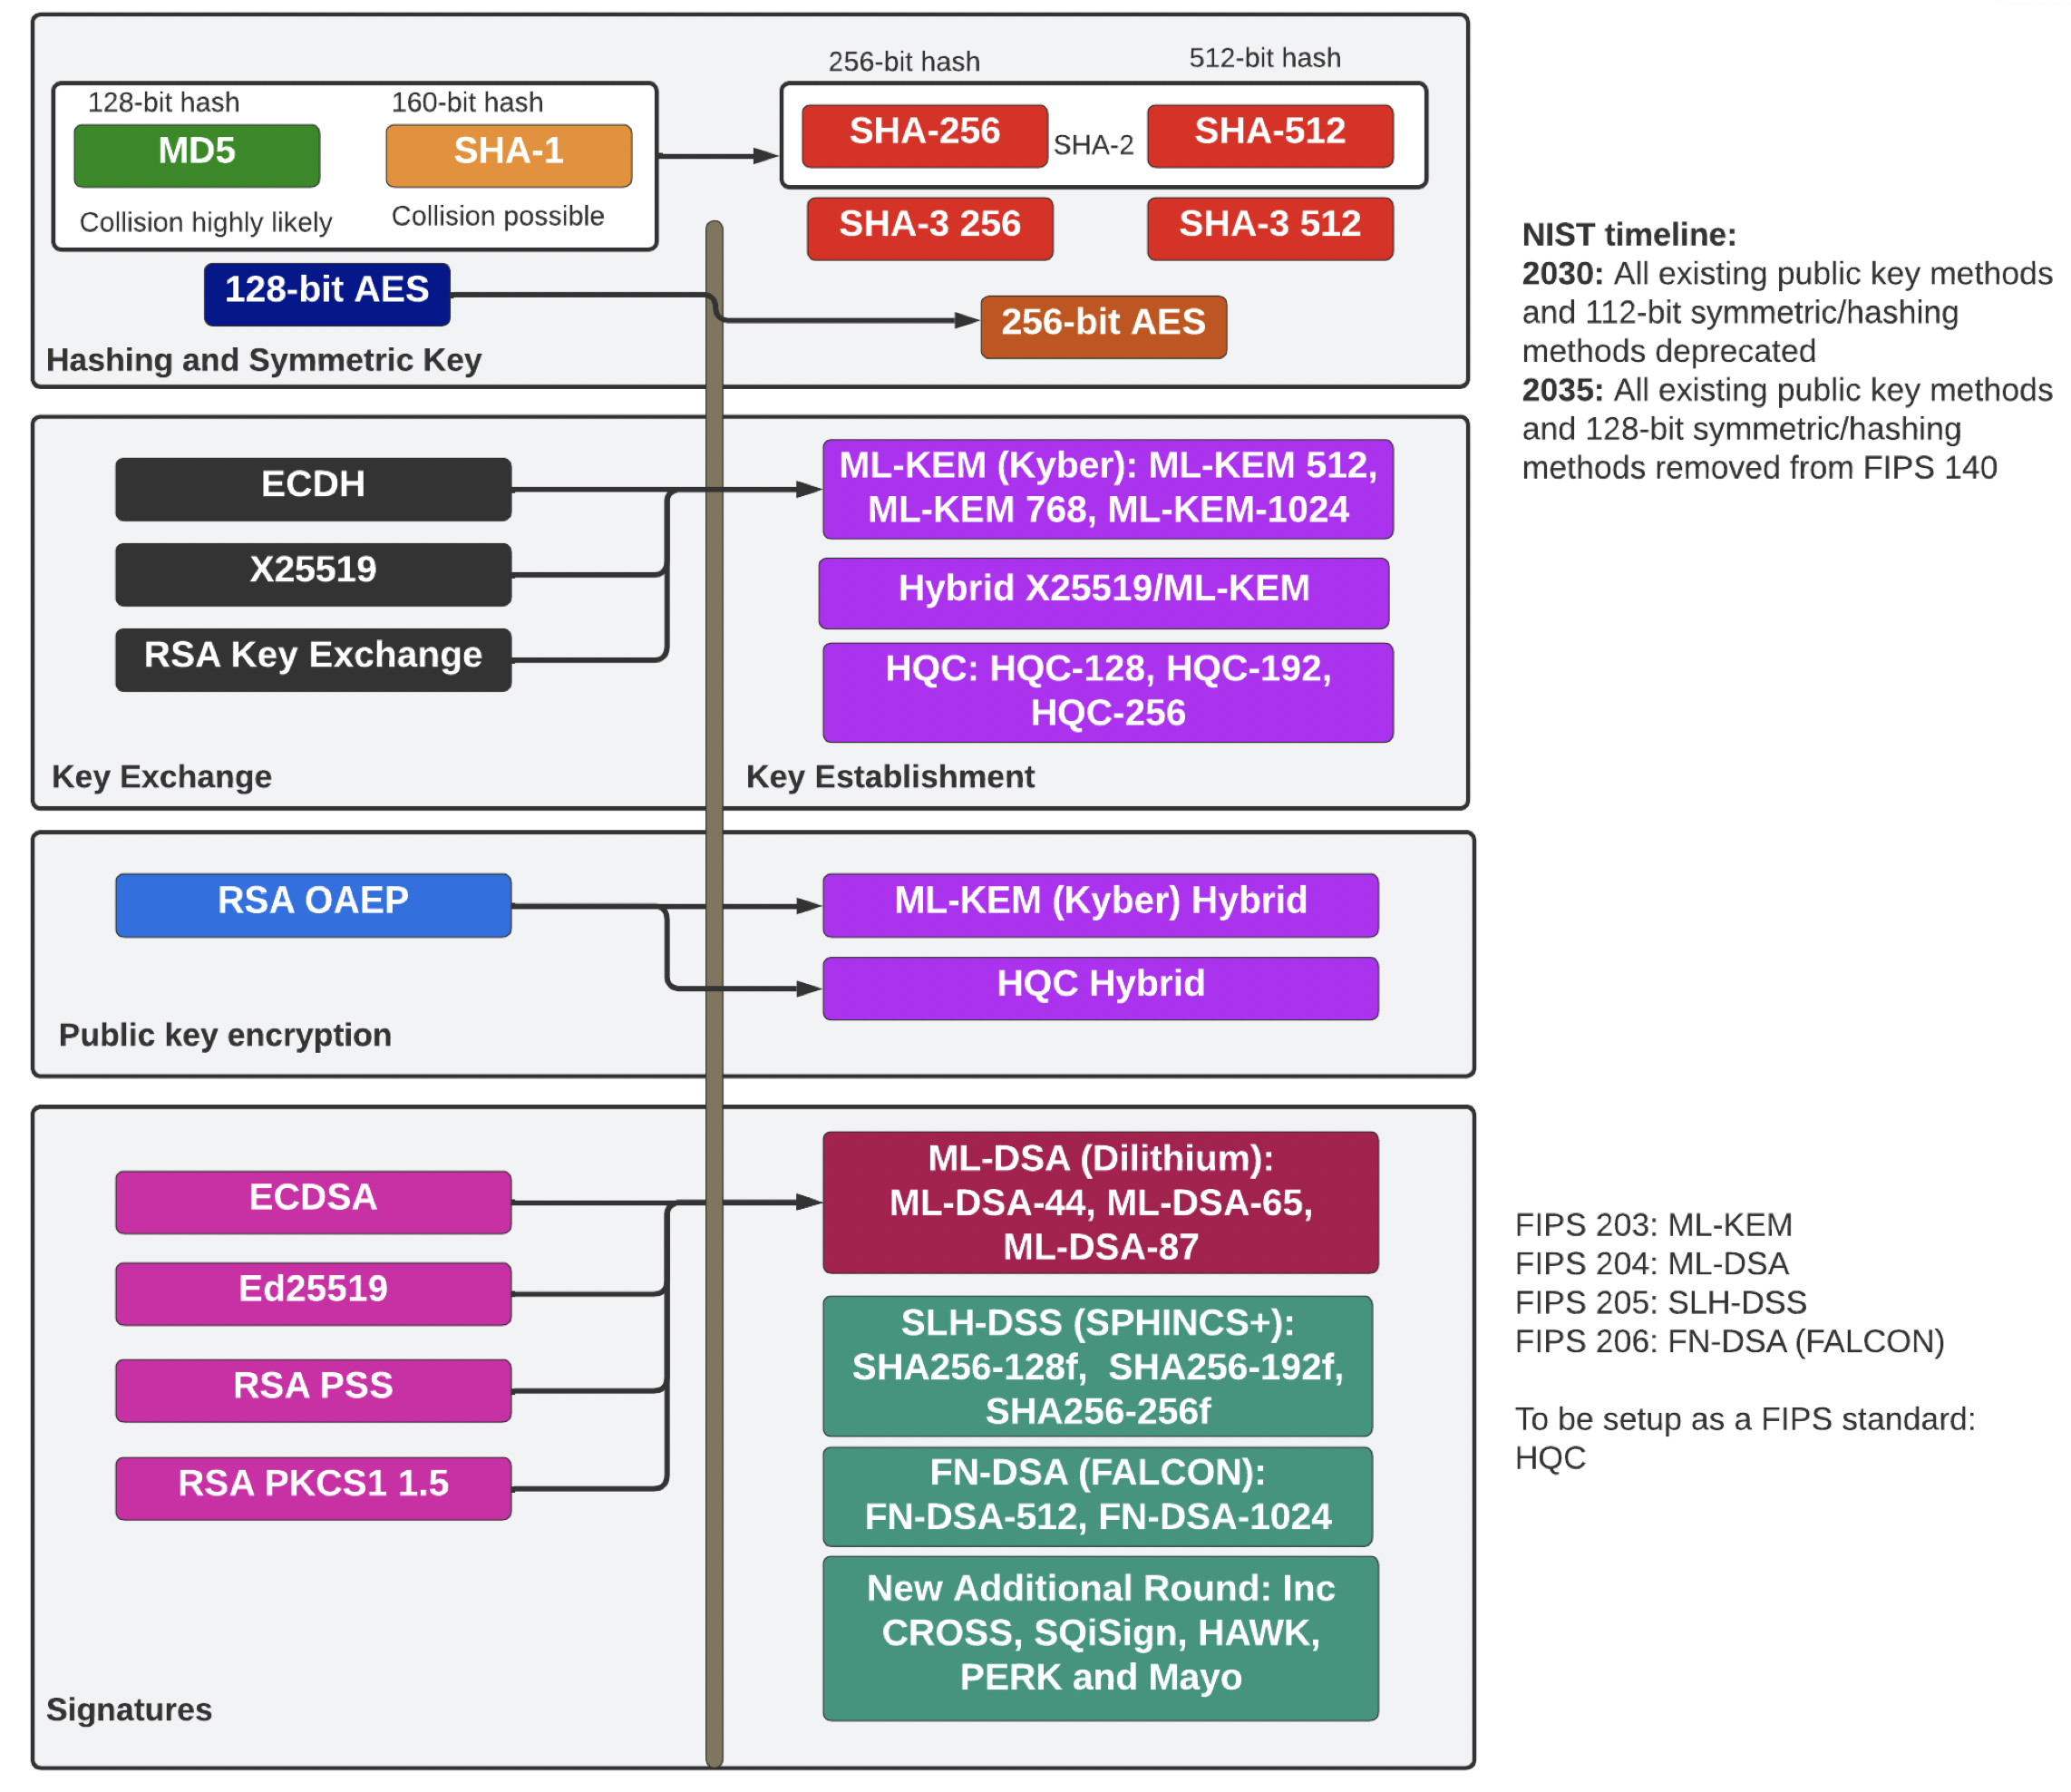 256-bit hash
512-bit hash
128-bit hash
160-bit hash
MD5
SHA-1
SHA-256
SHA-2
SHA-512
Collision highly likely
Collision possible
SHA-3 256
SHA-3 512
128-bit AES
256-bit AES
Hashing and Symmetric Key
NIST timeline:
2030: All existing public key methods
and 112-bit symmetric/hashing
methods deprecated
2035: All existing public key methods
and 128-bit symmetric/hashing
methods removed from FIPS 140
ECDH
X25519
RSA Key Exchange
ML-KEM (Kyber): ML-KEM 512,
ML-KEM 768, ML-KEM-1024
Hybrid X25519/ML-KEM
HQC: HQC-128, HQC-192,
HQC-256
Key Exchange
Key Establishment
RSA OAEP
ML-KEM (Kyber) Hybrid
HQC Hybrid
Public key encryption
ECDSA
Ed25519
RSA PSS
RSA PKCS1 1.5
ML-DSA (Dilithium):
ML-DSA-44, ML-DSA-65,
ML-DSA-87
SLH-DSS (SPHINCS+):
SHA256-128f, SHA256-192f,
SHA256-256f
FN-DSA (FALCON):
FN-DSA-512, FN-DSA-1024
New Additional Round: Inc
CROSS, SQiSign, HAWK,
PERK and Mayo
Signatures
FIPS 203: ML-KEM
FIPS 204: ML-DSA
FIPS 205: SLH-DSS
FIPS 206: FN-DSA (FALCON)
To be setup as a FIPS standard:
HQC